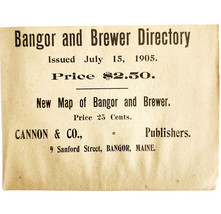 Bangor and Brewer Directory
Issued July 15, 1905.
Price $2.50.
New Map of Bangor and Brewer.
Price 25 Cents.
CANNON & CO., Publishers.
9 Sanford Street, BANGOR, MAINE.